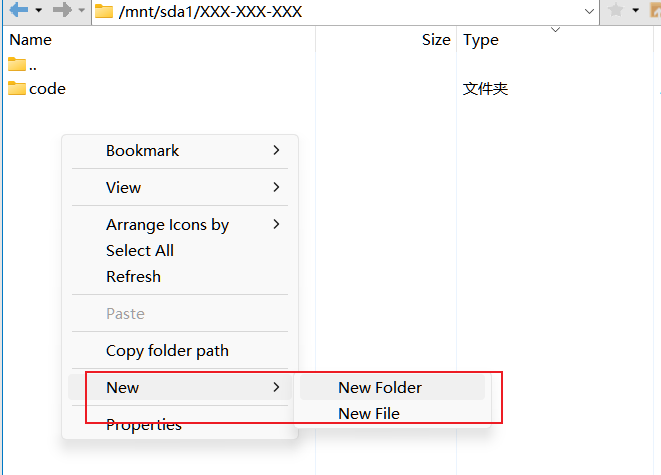 /mnt/sda1/XXX-XXX-XXX
Name Size Type
..
code 文件夹
Bookmark
View
Arrange Icons by
Select All
Refresh
Paste
Copy folder path
New New Folder
New File
Properties